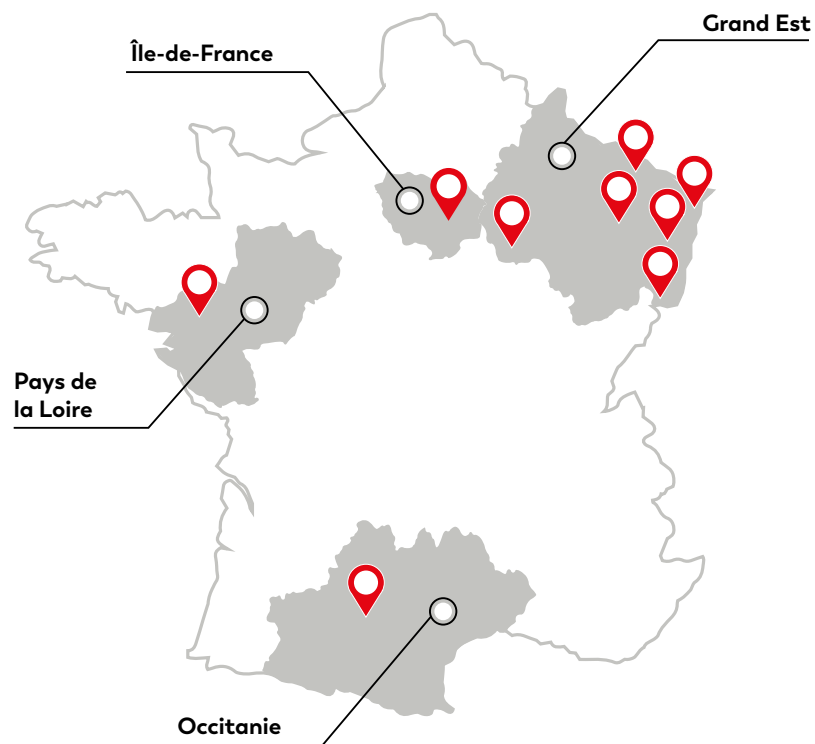 Grand Est
Île-de-France
Pays de
la Loire
Occitanie